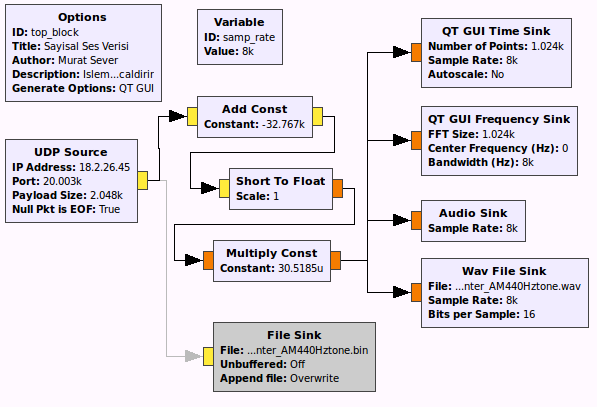 Options
ID: top_block
Title: Sayisal Ses Verisi
Author: Murat Sever
Description: Islem...caldirir
Generate Options: QT GUI
Variable
ID: samp_rate
Value: 8k
QT GUI Time Sink
Number of Points: 1.024k
Sample Rate: 8k
Autoscale: No
Add Const
Constant: -32.767k
QT GUI Frequency Sink
FFT Size: 1.024k
Center Frequency (Hz): 0
Bandwidth (Hz): 8k
UDP Source
IP Address: 18.2.26.45
Port: 20.003k
Payload Size: 2.048k
Null Pkt is EOF: True
Short To Float
Scale: 1
Audio Sink
Sample Rate: 8k
Multiply Const
Constant: 30.5185u
Wav File Sink
File: ...nter_AM440Hztone.wav
Sample Rate: 8k
Bits per Sample: 16
File Sink
File: ...nter_AM440Hztone.bin
Unbuffered: Off
Append file: Overwrite